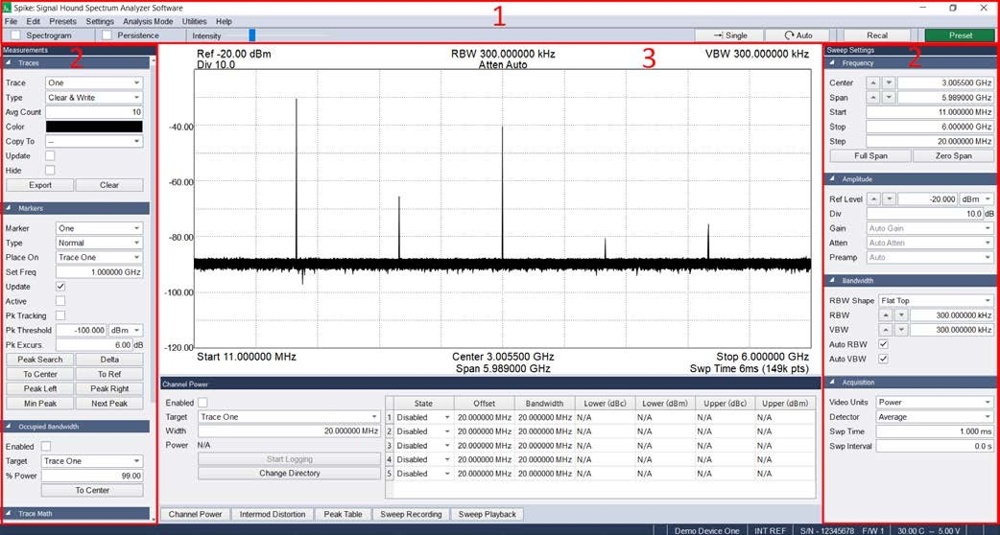 Spike: Signal Hound Spectrum Analyzer Software
File Edit Presets Settings Analysis Mode Utilities Help
1
Spectrogram Persistence Intensity Single Auto Recal Preset
Measurements
2
Traces
Trace One
Type Clear & Write
Avg Count 10
Color
Copy To --
Update
Hide
Export Clear
Markers
Marker One
Type Normal
Place On Trace One
Set Freq 1.000000 GHz
Update
Active
Pk Tracking
Pk Threshold -100.000 dBm
Pk Excurs. 6.00 dB
Peak Search Delta
To Center To Ref
Peak Left Peak Right
Min Peak Next Peak
Occupied Bandwidth
Enabled
Target Trace One
% Power 99.00
To Center
Trace Math
Ref -20.00 dBm RBW 300.000000 kHz VBW 300.000000 kHz
Div 10.0 Atten Auto
3
-40.00
-60.00
-80.00
-100.00
-120.00
Start 11.000000 MHz Center 3.005500 GHz Stop 6.000000 GHz
Span 5.989000 GHz Swp Time 6ms (149k pts)
Channel Power
Enabled
Target Trace One
Width 20.000000 MHz
Power N/A
Start Logging
Change Directory
State Offset Bandwidth Lower (dBc) Lower (dBm) Upper (dBc) Upper (dBm)
1 Disabled 20.000000 MHz 20.000000 MHz N/A N/A N/A N/A
2 Disabled 20.000000 MHz 20.000000 MHz N/A N/A N/A N/A
3 Disabled 20.000000 MHz 20.000000 MHz N/A N/A N/A N/A
4 Disabled 20.000000 MHz 20.000000 MHz N/A N/A N/A N/A
5 Disabled 20.000000 MHz 20.000000 MHz N/A N/A N/A N/A
Channel Power Intermod Distortion Peak Table Sweep Recording Sweep Playback
Sweep Settings
2
Frequency
Center 3.005500 GHz
Span 5.989000 GHz
Start 11.000000 MHz
Stop 6.000000 GHz
Step 20.000000 MHz
Full Span Zero Span
Amplitude
Ref Level -20.000 dBm
Div 10.0 dB
Gain Auto Gain
Atten Auto Atten
Preamp Auto
Bandwidth
RBW Shape Flat Top
RBW 300.000000 kHz
VBW 300.000000 kHz
Auto RBW
Auto VBW
Acquisition
Video Units Power
Detector Average
Swp Time 1.000 ms
Swp Interval 0.0 s
Demo Device One INT REF S/N - 12345678 F/W 1 30.00 C -- 5.00 V